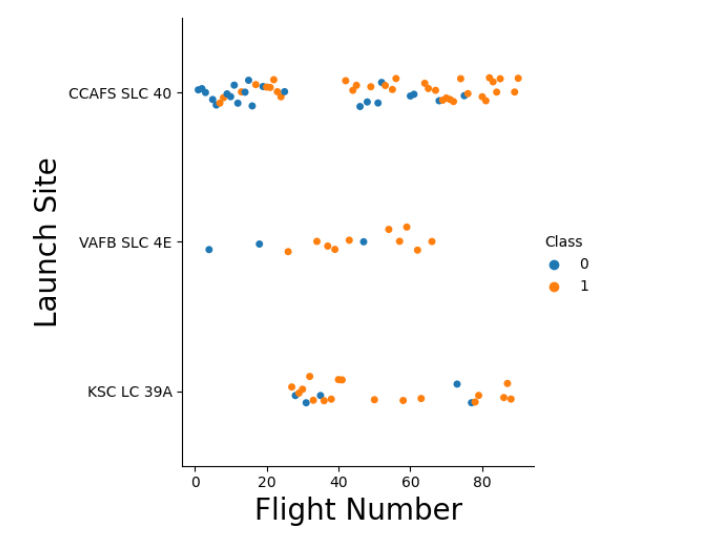 CCAFS SLC 40
VAFB SLC 4E
KSC LC 39A
Launch Site
0 20 40 60 80
Flight Number
Class
0
1